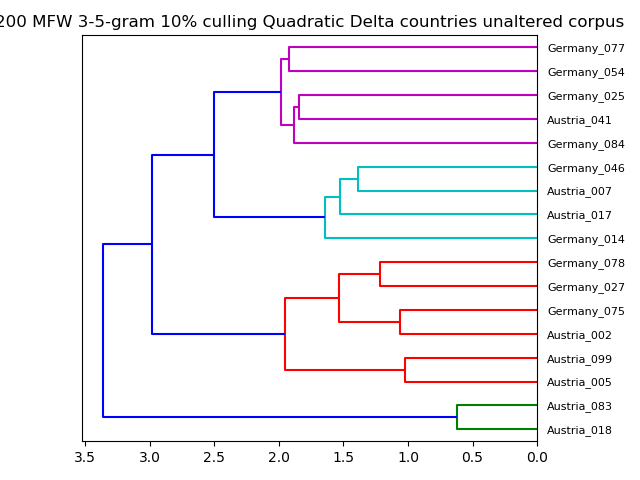 200 MFW 3-5-gram 10% culling Quadratic Delta countries unaltered corpus
Germany_077
Germany_054
Germany_025
Austria_041
Germany_084
Germany_046
Austria_007
Austria_017
Germany_014
Germany_078
Germany_027
Germany_075
Austria_002
Austria_099
Austria_005
Austria_083
Austria_018
3.5 3.0 2.5 2.0 1.5 1.0 0.5 0.0